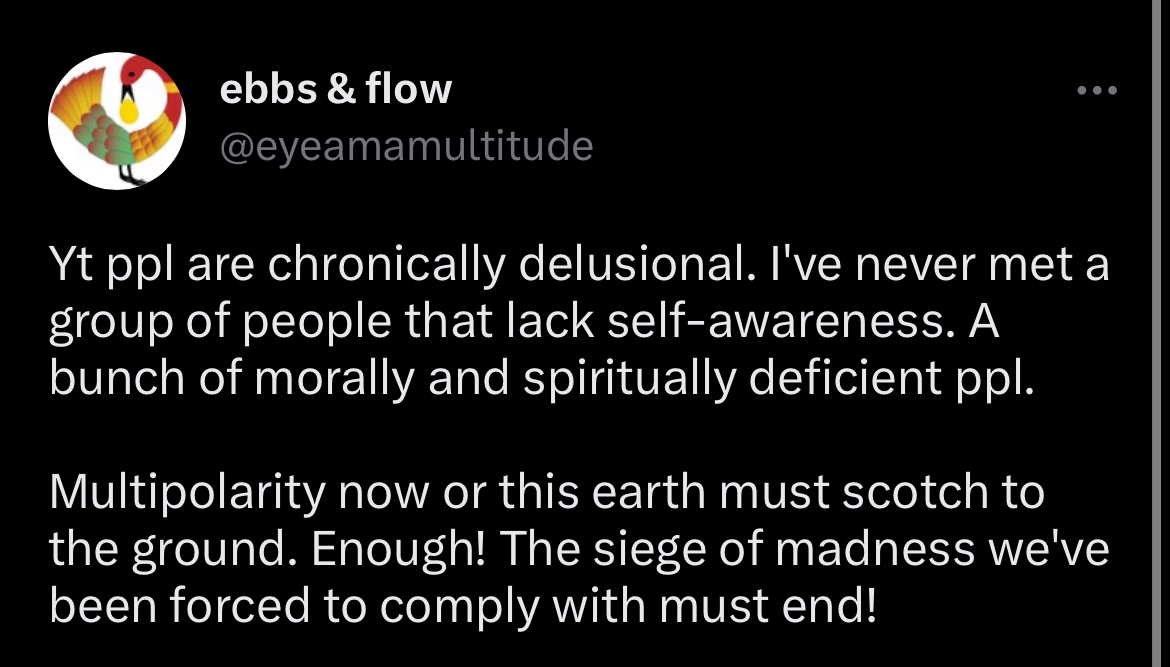 ebbs & flow
@eyeamamultitude
Yt ppl are chronically delusional. I've never met a
group of people that lack self-awareness. A
bunch of morally and spiritually deficient ppl.
Multipolarity now or this earth must scotch to
the ground. Enough! The siege of madness we've
been forced to comply with must end!